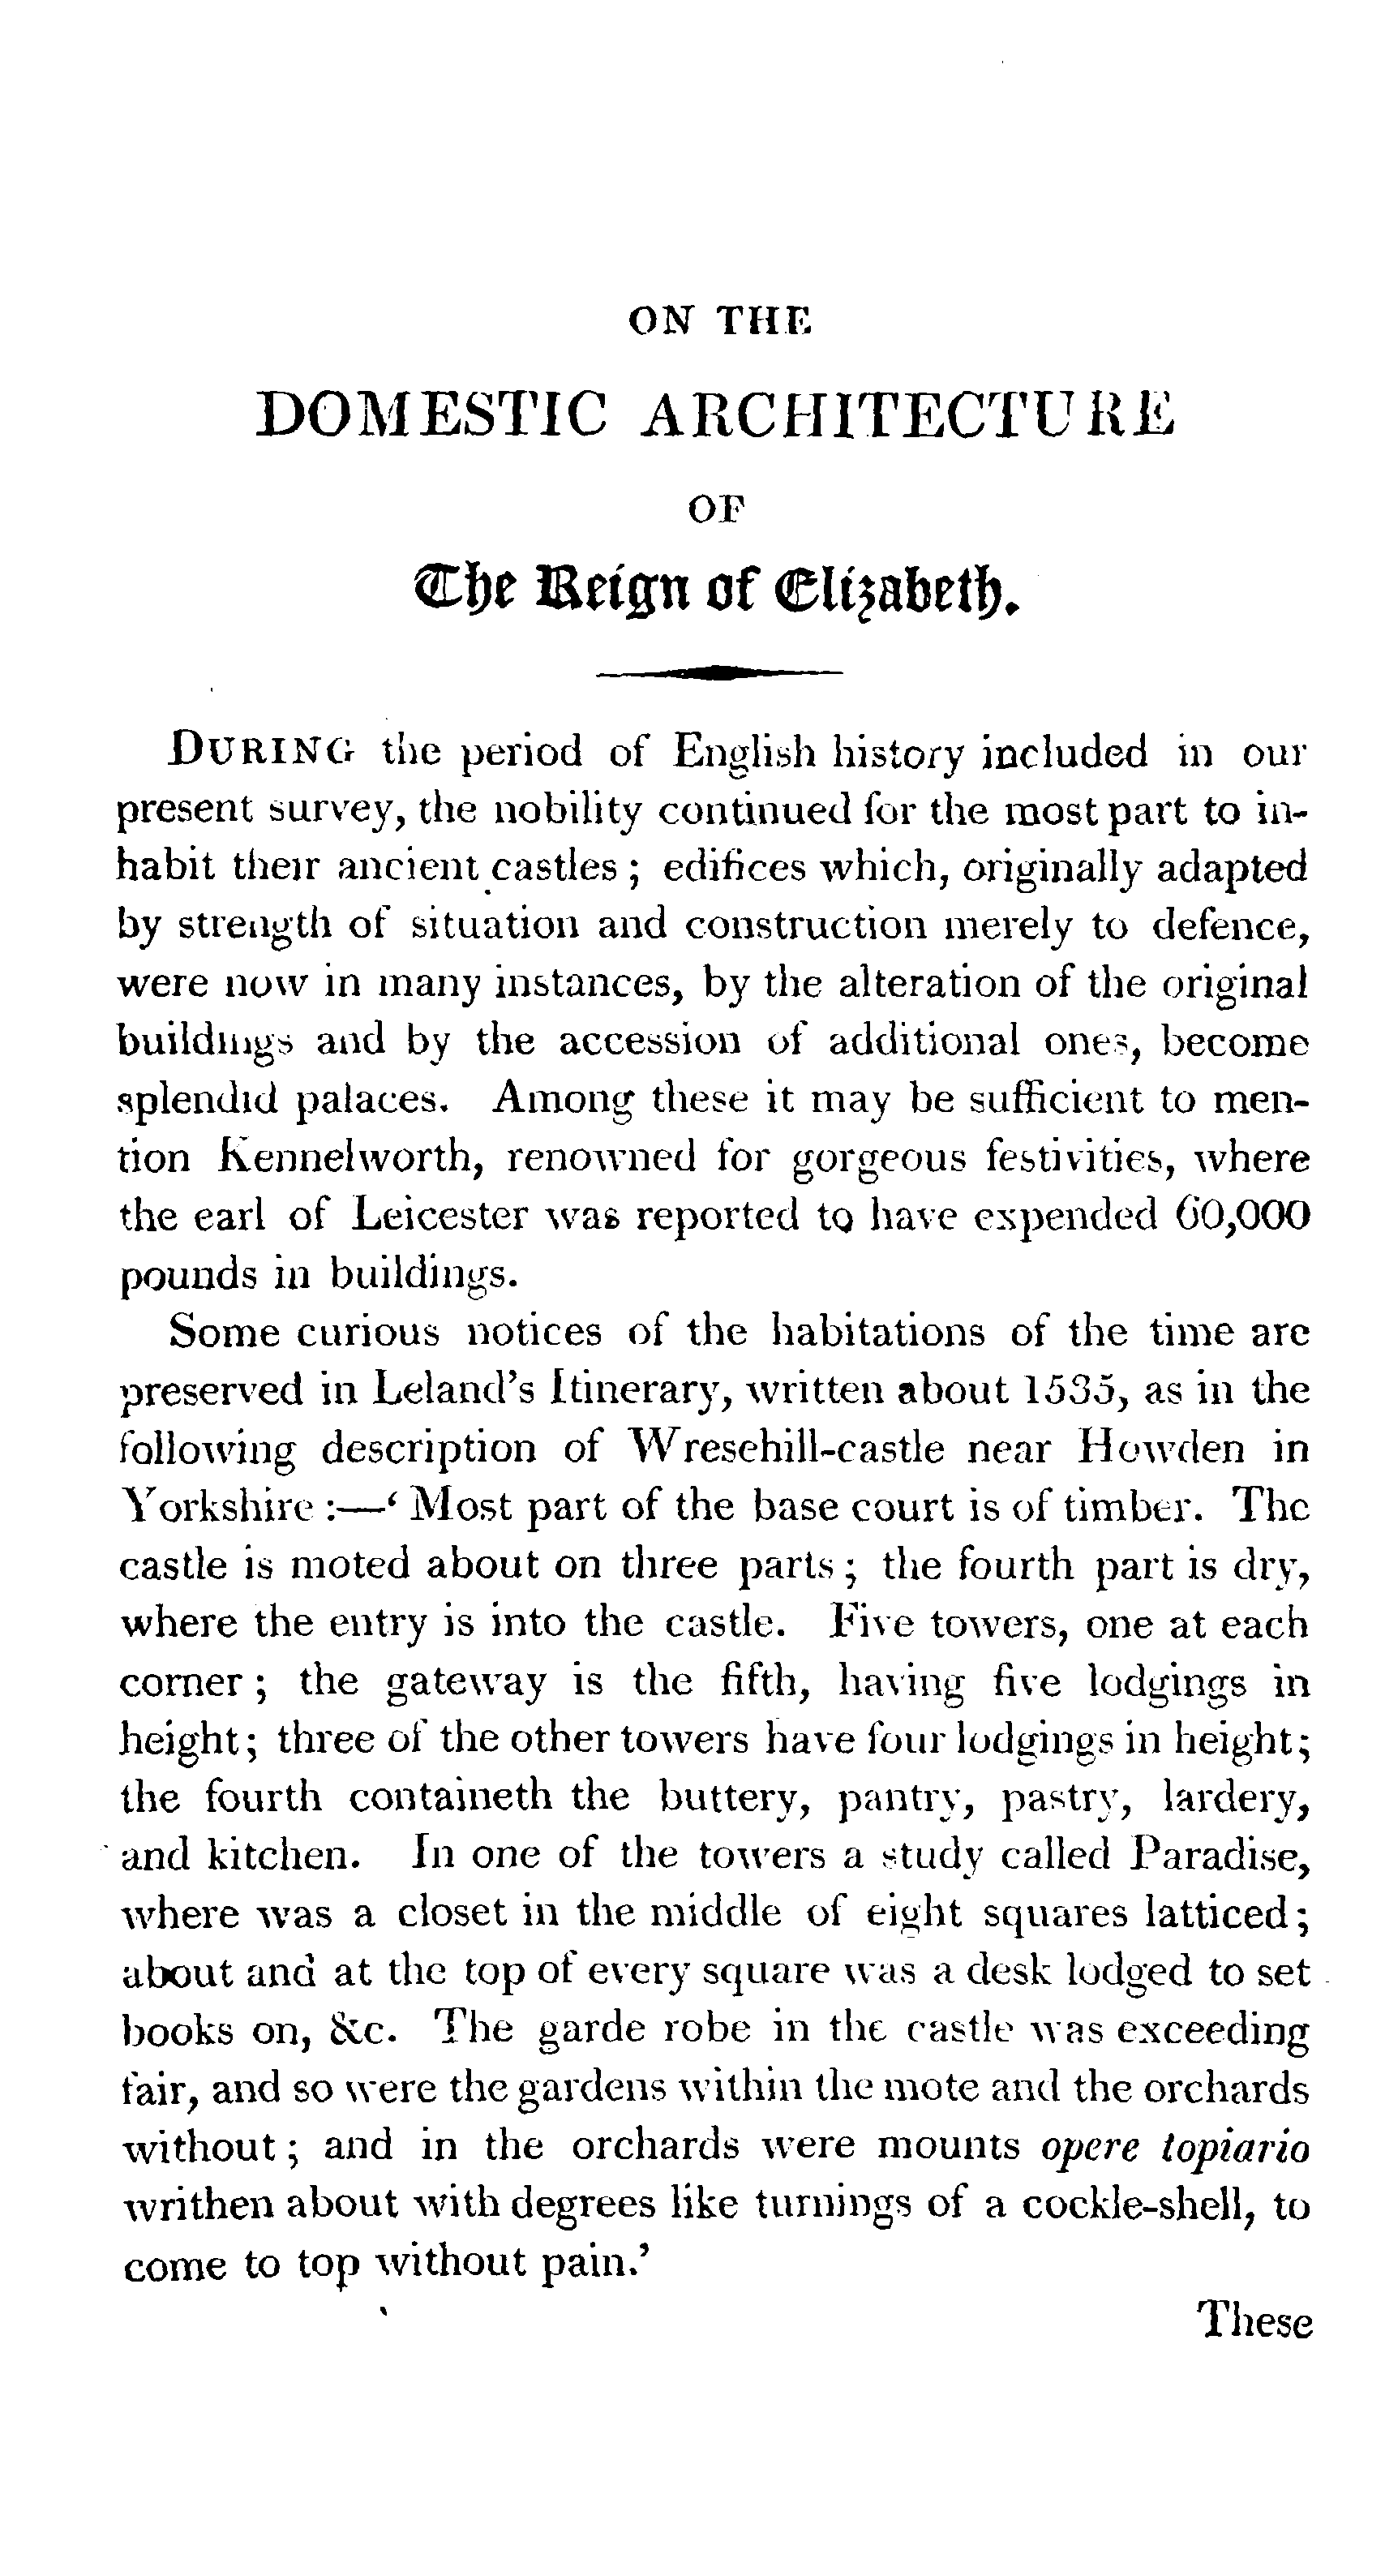 ON THE
DOMESTIC ARCHITECTURE
OF
The Reign of Elizabeth.
DURING the period of English history included in our
present survey, the nobility continued for the most part to in-
habit their ancient castles ; edifices which, originally adapted
by strength of situation and construction merely to defence,
were now in many instances, by the alteration of the original
buildings and by the accession of additional ones, become
splendid palaces. Among these it may be sufficient to men-
tion Kennelworth, renowned for gorgeous festivities, where
the earl of Leicester was reported to have expended 60,000
pounds in buildings.
Some curious notices of the habitations of the time are
preserved in Leland's Itinerary, written about 1535, as in the
following description of Wresehill-castle near Howden in
Yorkshire :—‘ Most part of the base court is of timber. The
castle is moted about on three parts ; the fourth part is dry,
where the entry is into the castle. Five towers, one at each
corner ; the gateway is the fifth, having five lodgings in
height; three of the other towers have four lodgings in height;
the fourth containeth the buttery, pantry, pastry, lardery,
and kitchen. In one of the towers a study called Paradise,
where was a closet in the middle of eight squares latticed;
about and at the top of every square was a desk lodged to set
books on, &c. The garde robe in the castle was exceeding
fair, and so were the gardens within the mote and the orchards
without ; and in the orchards were mounts opere topiario
writhen about with degrees like turnings of a cockle-shell, to
come to top without pain.’
These